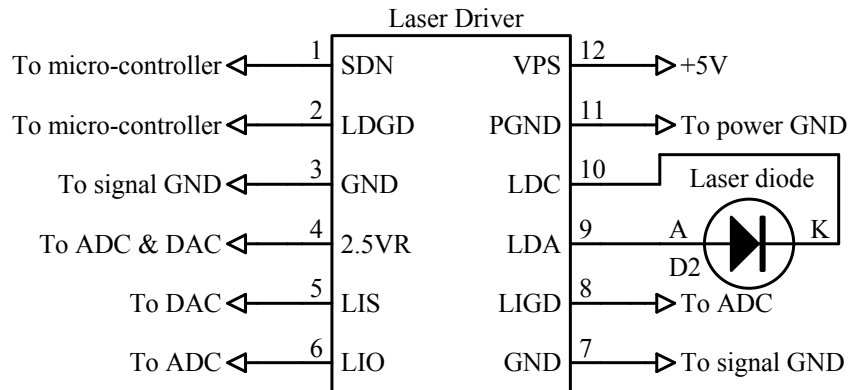 Laser Driver
To micro-controller 1 SDN VPS 12 +5V
To micro-controller 2 LDGD PGND 11 To power GND
To signal GND 3 GND LDC 10
Laser diode
To ADC & DAC 4 2.5VR LDA 9 A K
D2
To DAC 5 LIS LIGD 8 To ADC
To ADC 6 LIO GND 7 To signal GND